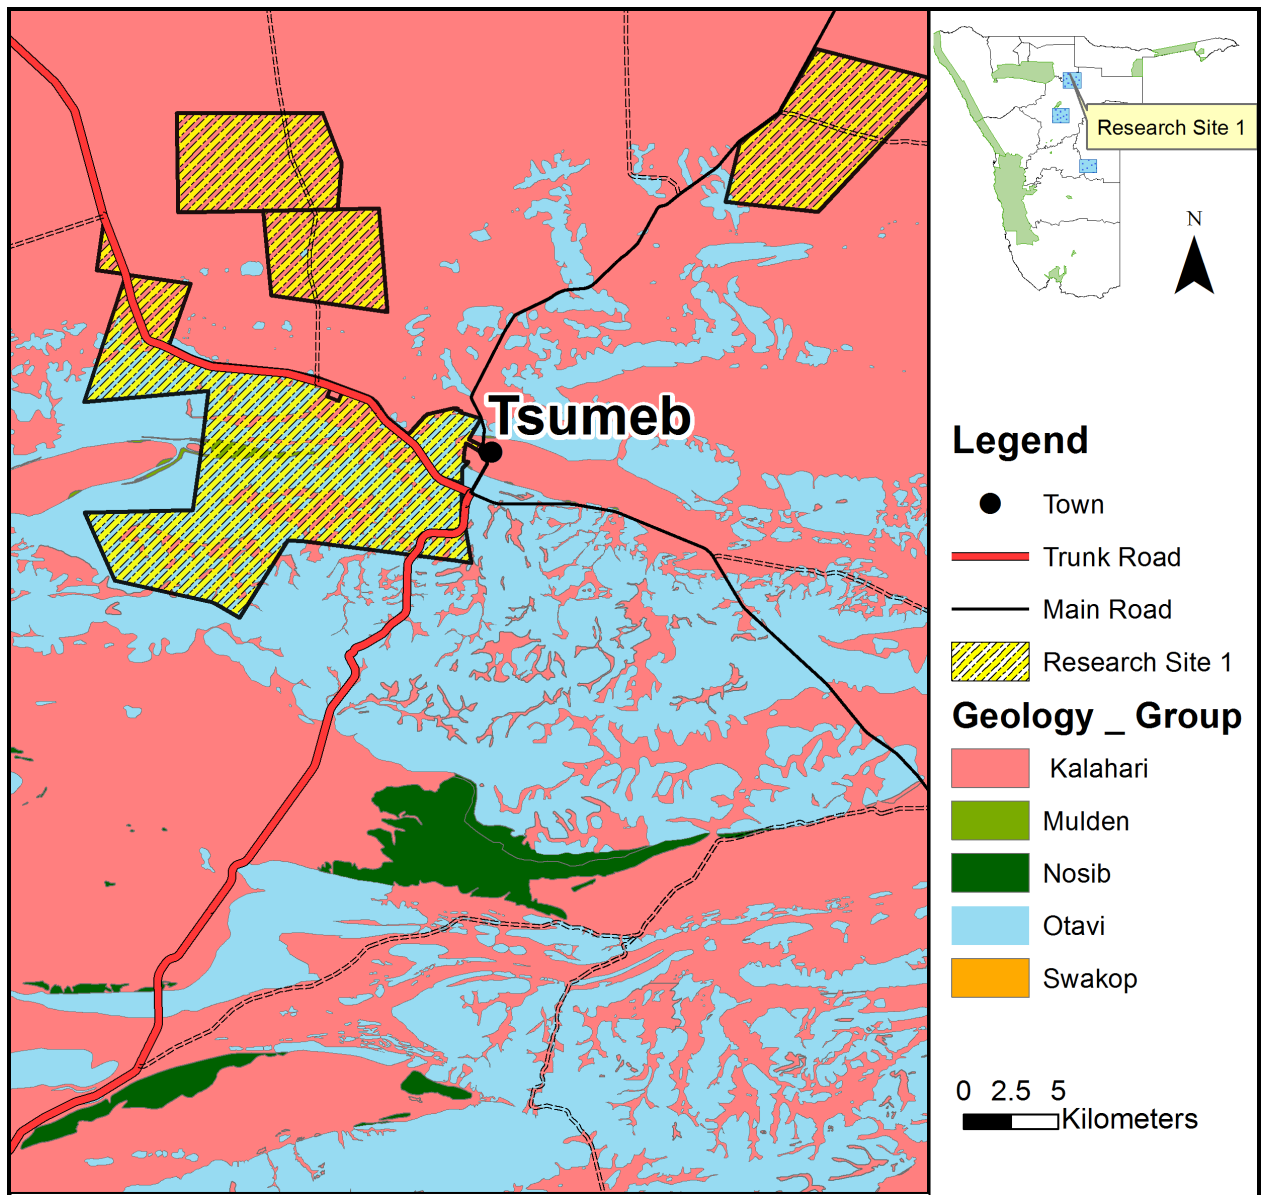 Research Site 1
N
Tsumeb
Legend
Town
Trunk Road
Main Road
Research Site 1
Geology _ Group
Kalahari
Mulden
Nosib
Otavi
Swakop
0 2.5 5
Kilometers